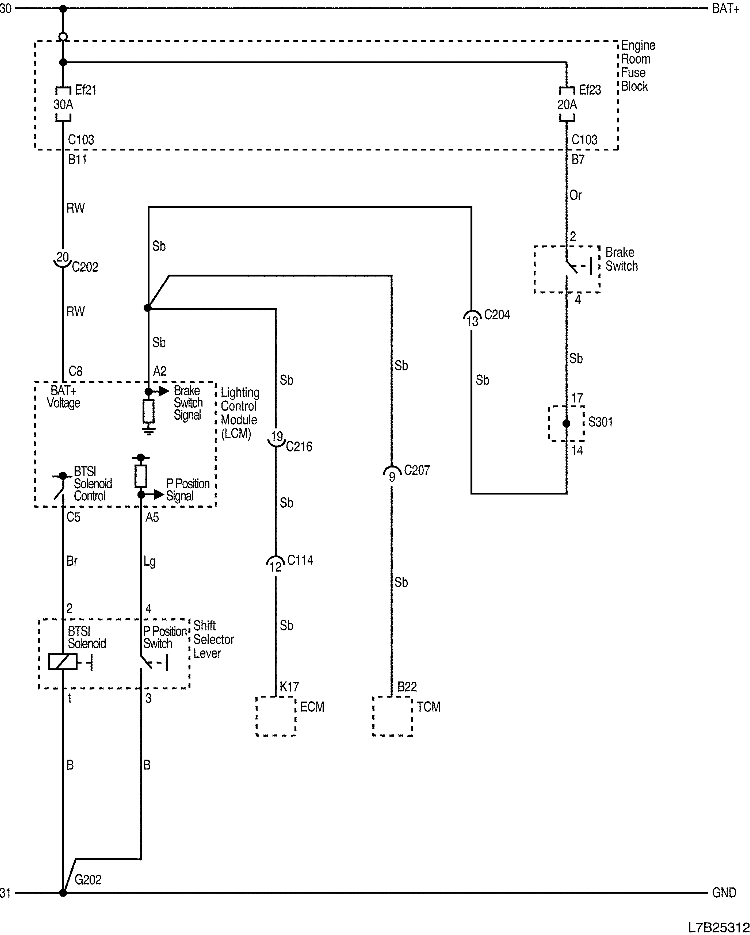 30
BAT+
Engine
Room
Fuse
Block
Ef21
30A
Ef23
20A
C103
C103
B11
B7
RW
Or
Sb
2
Brake
Switch
20
C202
4
RW
C204
13
Sb
Sb
Sb
Sb
Sb
C8
A2
BAT+
Voltage
Brake
Switch
Signal
Lighting
Control
Module
(LCM)
17
S301
14
19
C216
C207
9
BTSI
Solenoid
Control
P Position
Signal
Sb
C5
A5
Br
Lg
C114
12
Sb
2
4
BTSI
Solenoid
P Position
Switch
Shift
Selector
Lever
Sb
1
3
K17
ECM
B22
TCM
B
B
G202
31
GND
L7B25312